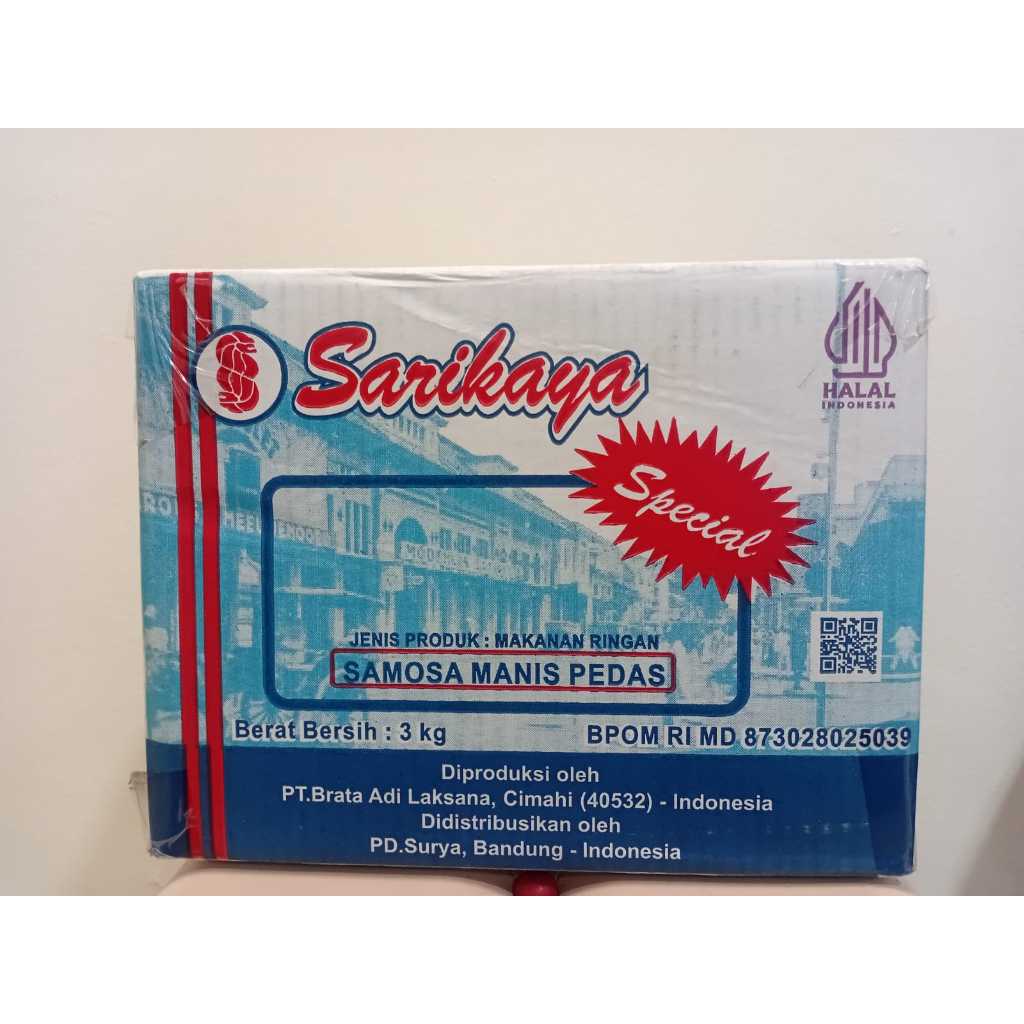 Sarikaya
HALAL
INDONESIA
Special
JENIS PRODUK : MAKANAN RINGAN
SAMOSA MANIS PEDAS
Berat Bersih : 3 kg
BPOM RI MD 873028025039
Diproduksi oleh
PT.Brata Adi Laksana, Cimahi (40532) - Indonesia
Didistribusikan oleh
PD.Surya, Bandung - Indonesia